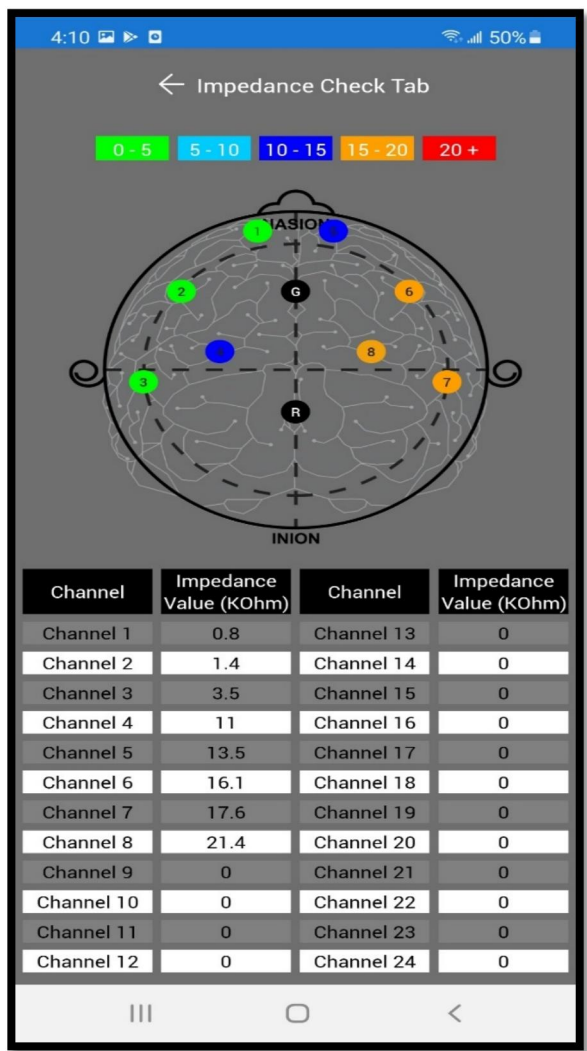 4:10 50%
← Impedance Check Tab
0 - 5 5 - 10 10 - 15 15 - 20 20 +
NASION
1
2 G 6
8
3 7
R
INION
Channel Impedance Value (KOhm) Channel Impedance Value (KOhm)
Channel 1 0.8 Channel 13 0
Channel 2 1.4 Channel 14 0
Channel 3 3.5 Channel 15 0
Channel 4 11 Channel 16 0
Channel 5 13.5 Channel 17 0
Channel 6 16.1 Channel 18 0
Channel 7 17.6 Channel 19 0
Channel 8 21.4 Channel 20 0
Channel 9 0 Channel 21 0
Channel 10 0 Channel 22 0
Channel 11 0 Channel 23 0
Channel 12 0 Channel 24 0